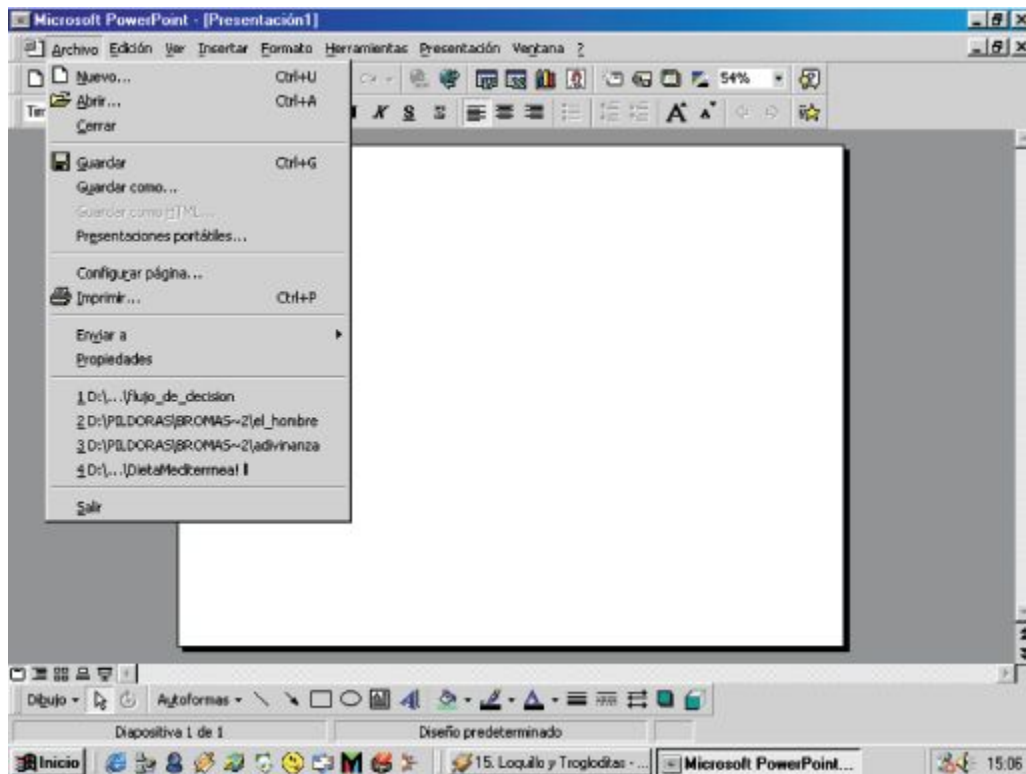 Microsoft PowerPoint - [Presentación1]
Archivo Edición Ver Insertar Formato Herramientas Presentación Ventana ?
54%
Nuevo... Ctrl+U
Abrir... Ctrl+A
Cerrar
Guardar Ctrl+G
Guardar como...
Guardar como HTML...
Presentaciones portátiles...
Configurar página...
Imprimir... Ctrl+P
Enviar a
Propiedades
1 D:\...\flujo_de_decision
2 D:\PILDORAS\BROMAS~2\el_hombre
3 D:\PILDORAS\BROMAS~2\adivinanza
4 D:\...\
Salir
Dibujo Autoformas
Diapositiva 1 de 1 Diseño predeterminado
Inicio 15. Loquillo y Trogloditas - ... Microsoft PowerPoint... 15:06